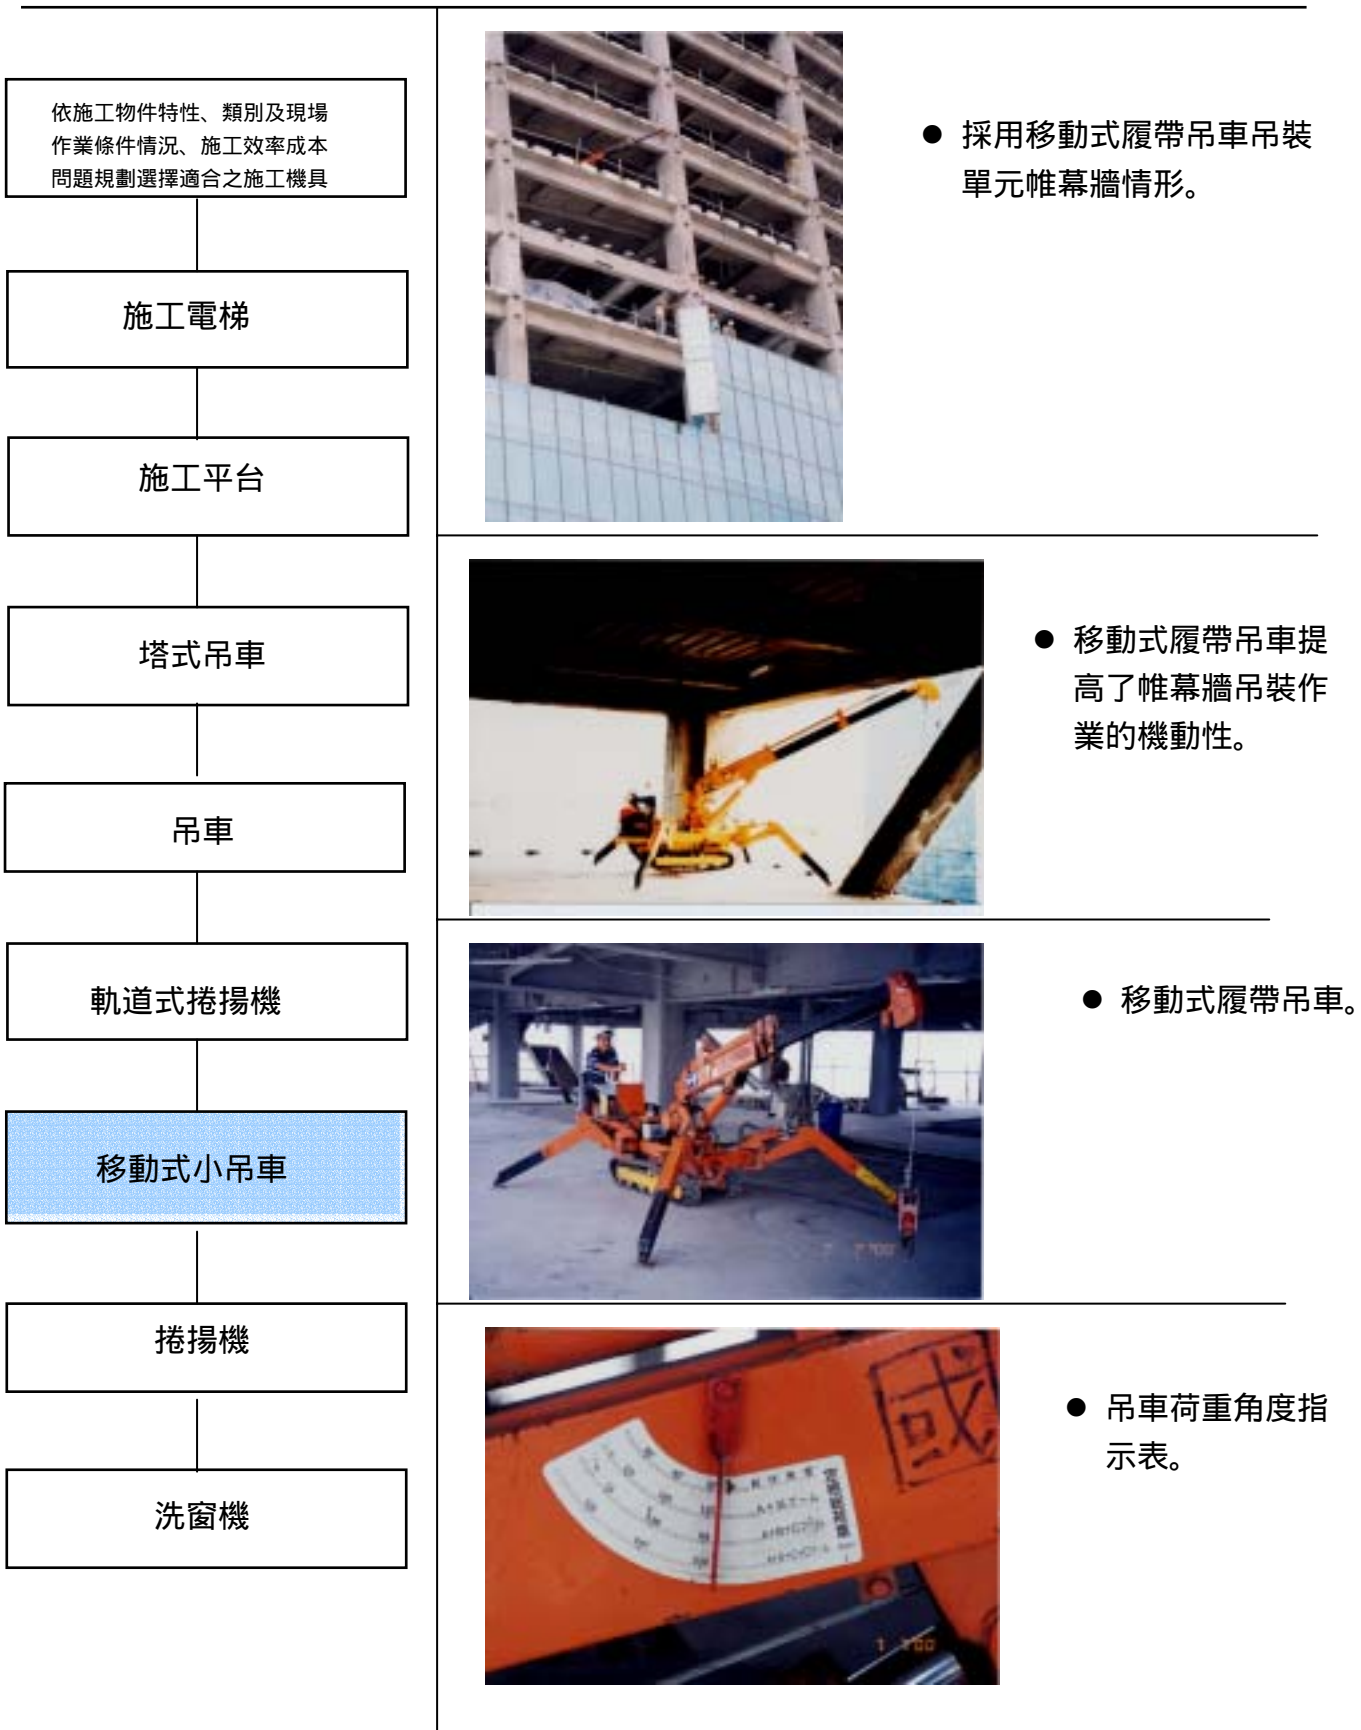 依施工物件特性、類別及現場
作業條件情況、施工效率成本
問題規劃選擇適合之施工機具
施工電梯
施工平台
塔式吊車
吊車
軌道式捲揚機
移動式小吊車
捲揚機
洗窗機
● 採用移動式履帶吊車吊裝
單元帷幕牆情形。
● 移動式履帶吊車提
高了帷幕牆吊裝作
業的機動性。
● 移動式履帶吊車。
● 吊車荷重角度指
示表。